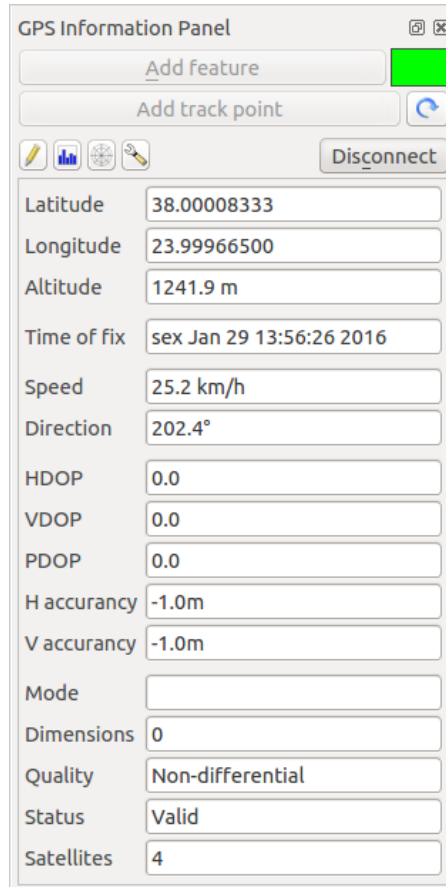 GPS Information Panel
Add feature
Add track point
Disconnect
Latitude 38.00008333
Longitude 23.99966500
Altitude 1241.9 m
Time of fix sex Jan 29 13:56:26 2016
Speed 25.2 km/h
Direction 202.4°
HDOP 0.0
VDOP 0.0
PDOP 0.0
H accurancy -1.0m
V accurancy -1.0m
Mode
Dimensions 0
Quality Non-differential
Status Valid
Satellites 4